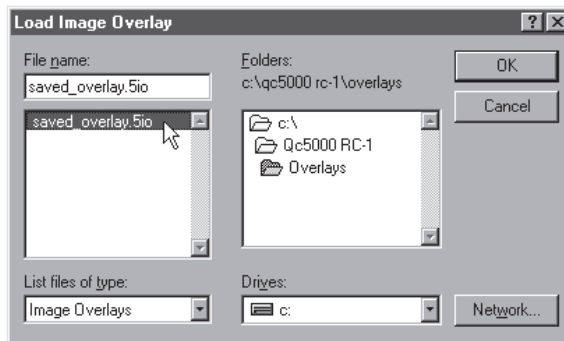 Load Image Overlay
File name:
saved_overlay.5io
saved_overlay.5io
List files of type:
Image Overlays
Folders:
c:\qc5000 rc-1\overlays
c:\
Qc5000 RC-1
Overlays
Drives:
c:
OK
Cancel
Network...